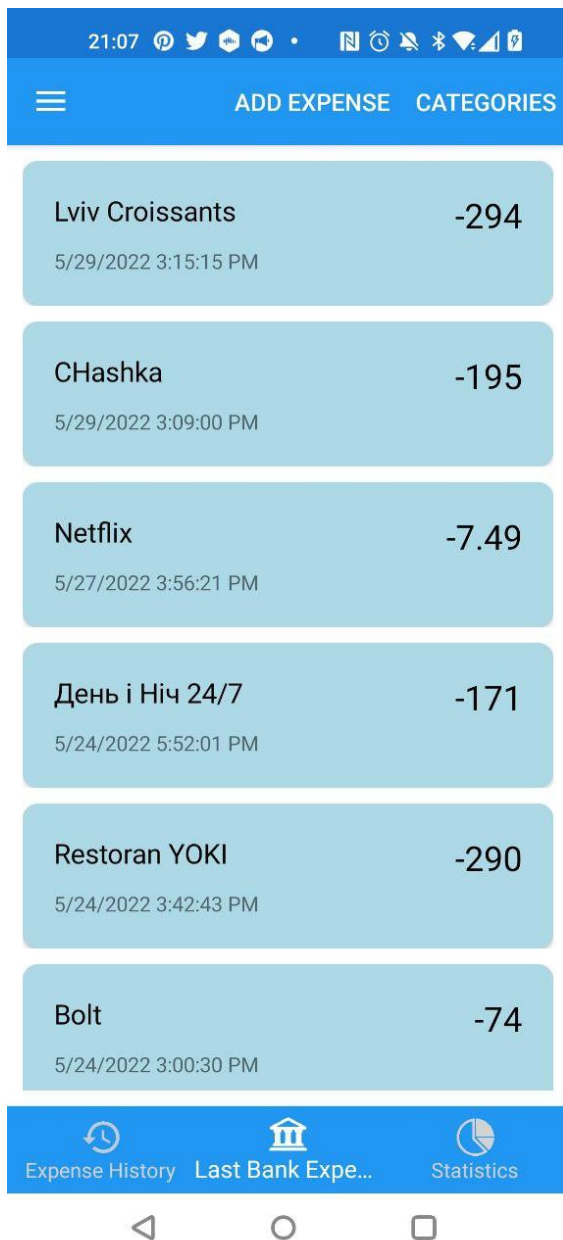 21:07
ADD EXPENSE CATEGORIES
Lviv Croissants -294
5/29/2022 3:15:15 PM
CHashka -195
5/29/2022 3:09:00 PM
Netflix -7.49
5/27/2022 3:56:21 PM
День і Ніч 24/7 -171
5/24/2022 5:52:01 PM
Restoran YOKI -290
5/24/2022 3:42:43 PM
Bolt -74
5/24/2022 3:00:30 PM
Expense History Last Bank Expe... Statistics